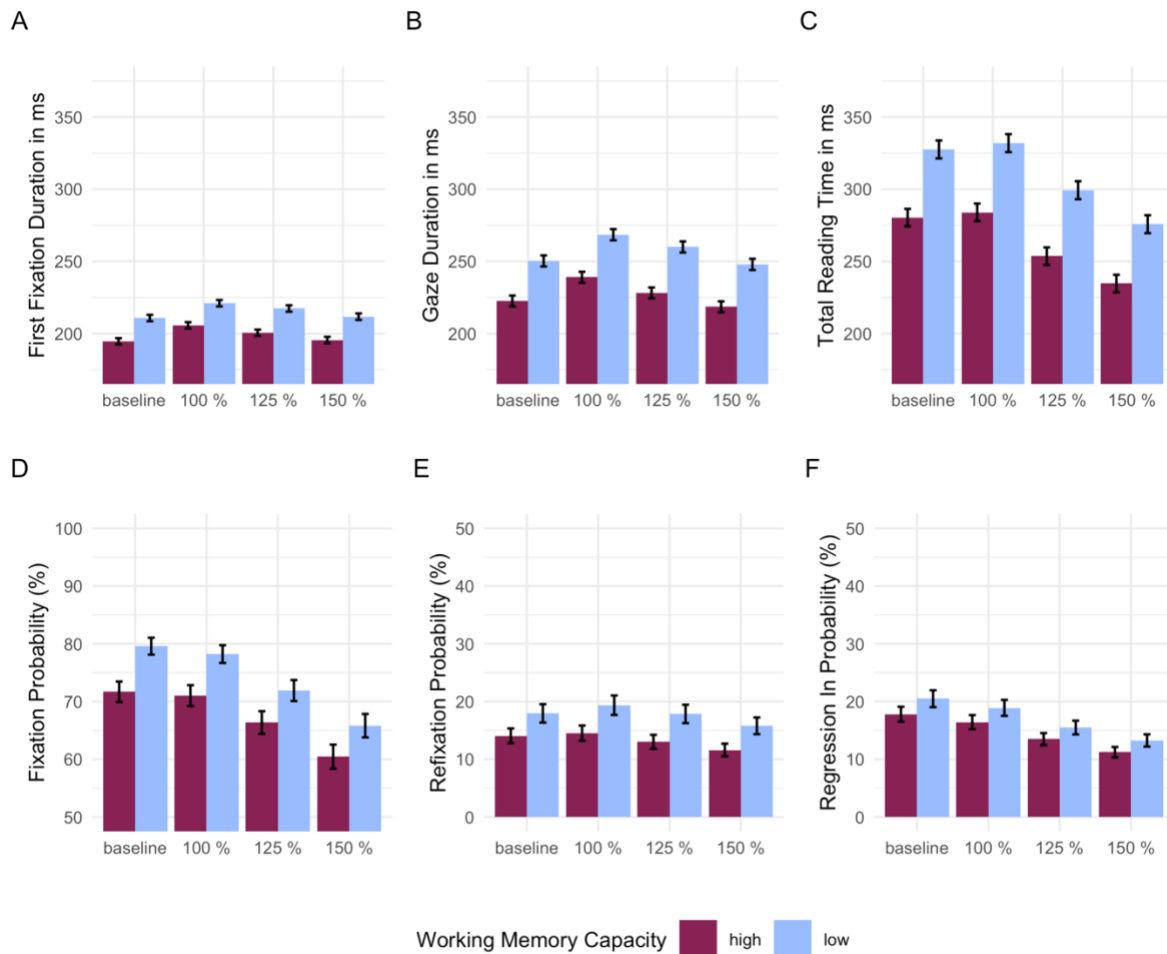 A
B
C
First Fixation Duration in ms
350
300
250
200
baseline 100 % 125 % 150 %
Gaze Duration in ms
350
300
250
200
baseline 100 % 125 % 150 %
Total Reading Time in ms
350
300
250
200
baseline 100 % 125 % 150 %
D
E
F
Fixation Probability (%)
100
90
80
70
60
50
baseline 100 % 125 % 150 %
Refixation Probability (%)
50
40
30
20
10
0
baseline 100 % 125 % 150 %
Regression In Probability (%)
50
40
30
20
10
0
baseline 100 % 125 % 150 %
Working Memory Capacity high low